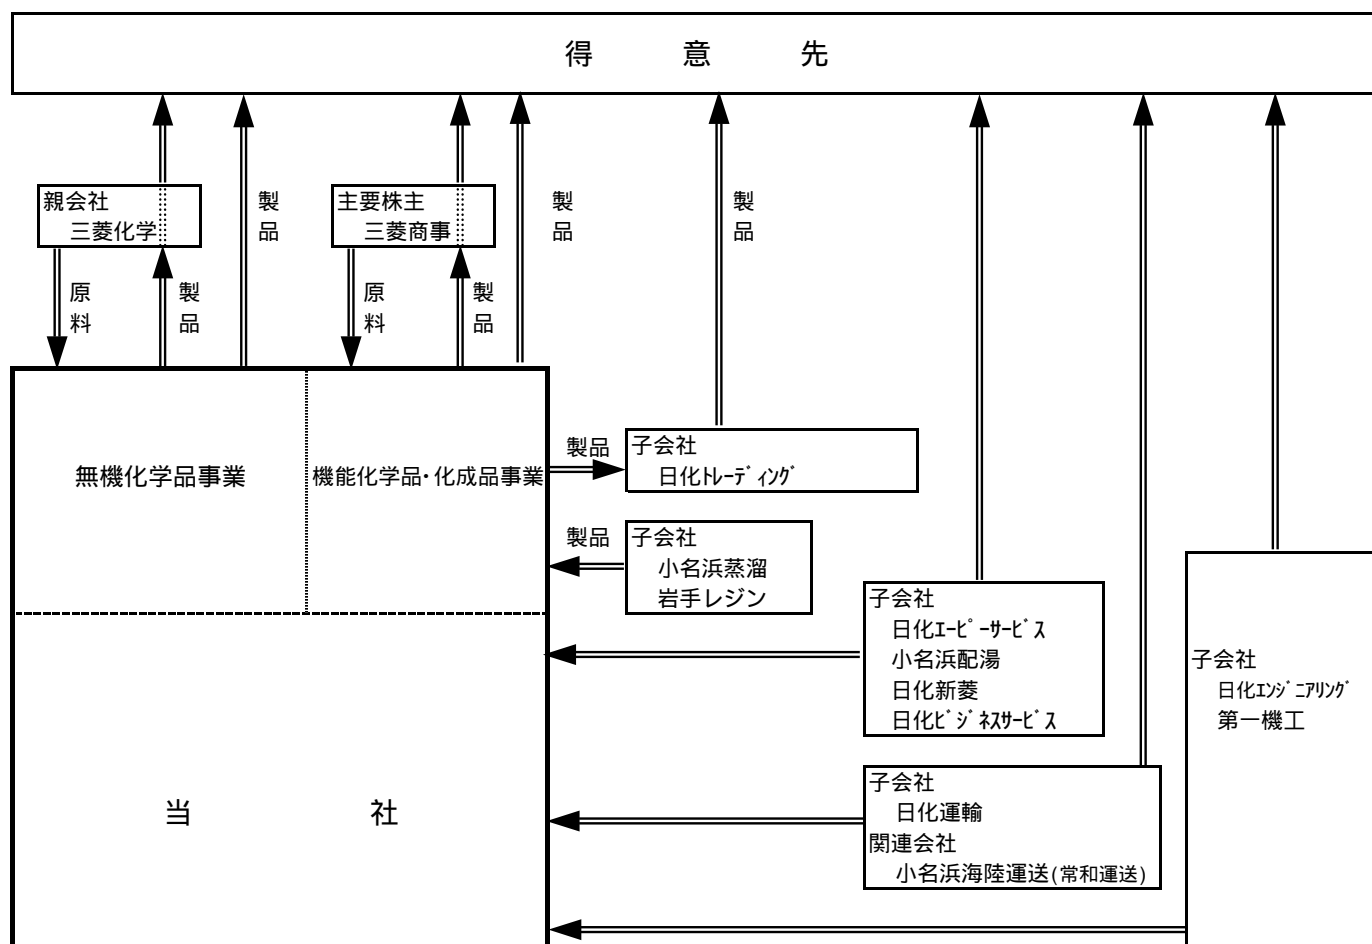 得意先
親会社
三菱化学
製品
主要株主
三菱商事
製品
製品
原料
製品
原料
製品
無機化学品事業
機能化学品・化成品事業
製品
子会社
日化ﾄﾚｰﾃﾞｨﾝｸﾞ
製品
子会社
小名浜蒸溜
岩手レジン
子会社
日化ｴｰﾋﾟｰｻｰﾋﾞｽ
小名浜配湯
日化新菱
日化ﾋﾞｼﾞﾈｽｻｰﾋﾞｽ
子会社
日化ｴﾝｼﾞﾆｱﾘﾝｸﾞ
第一機工
当社
子会社
日化運輸
関連会社
小名浜海陸運送(常和運送)